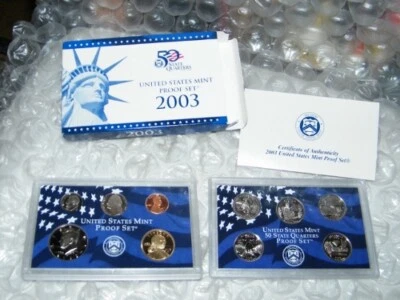 50
STATE
QUARTERS
UNITED STATES MINT
PROOF SET
2003
2003
Certificate of Authenticity
2003 United States Mint Proof Set®
UNITED STATES MINT
PROOF SET
UNITED STATES MINT
50 STATE QUARTERS
PROOF SET